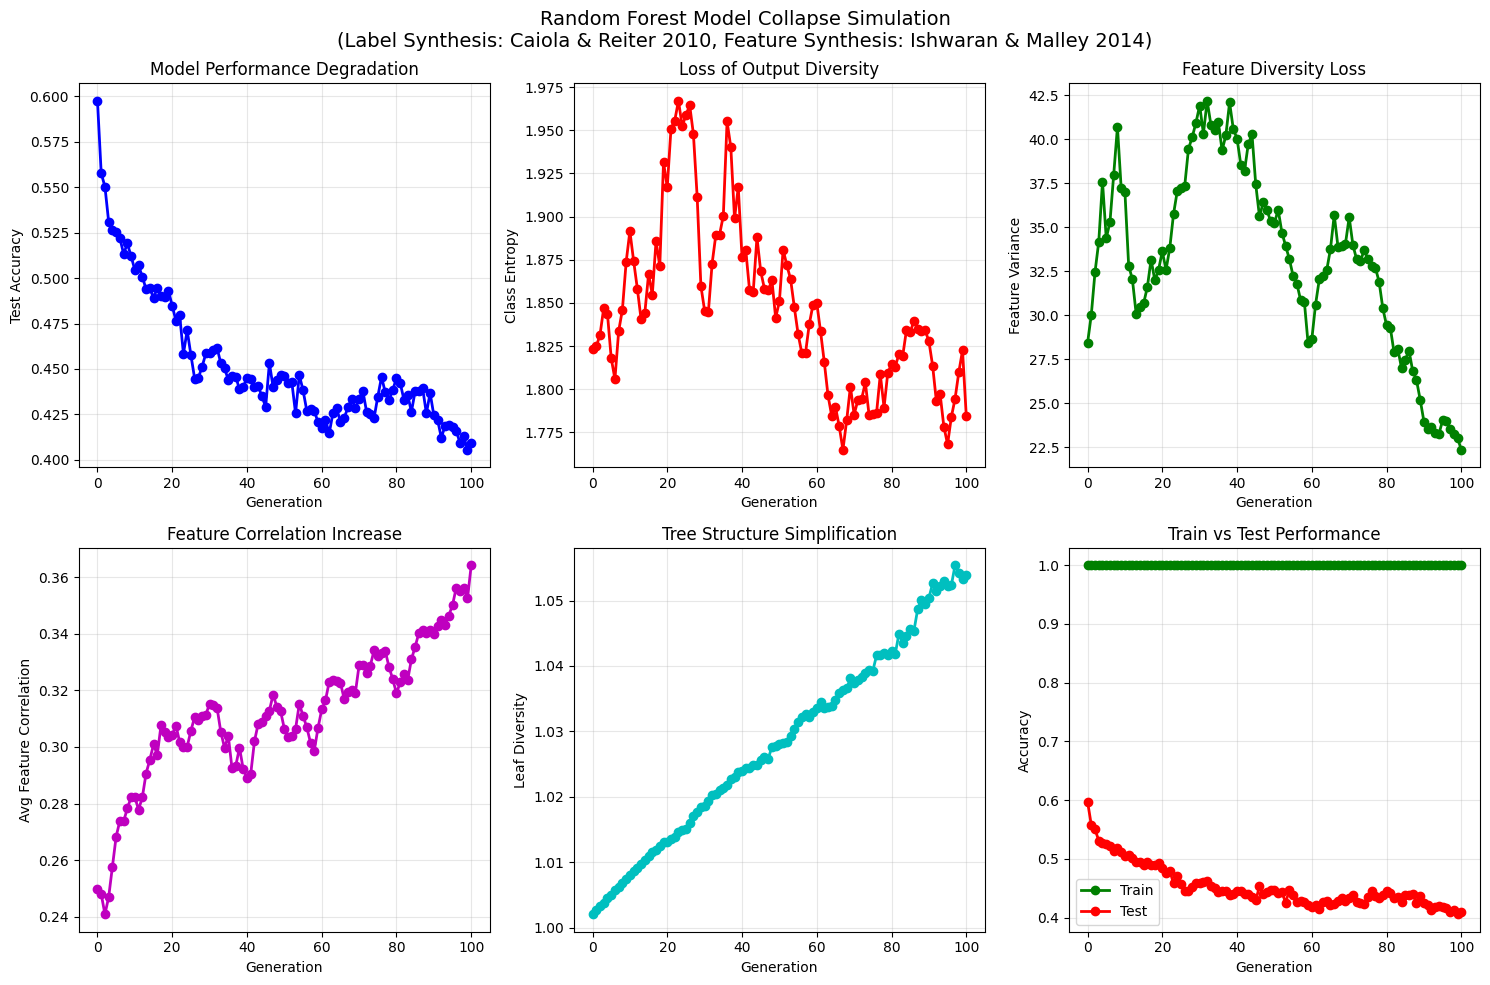 Random Forest Model Collapse Simulation
(Label Synthesis: Caiola & Reiter 2010, Feature Synthesis: Ishwaran & Malley 2014)
Model Performance Degradation
Test Accuracy
0.600
0.575
0.550
0.525
0.500
0.475
0.450
0.425
0.400
0 20 40 60 80 100
Generation
Loss of Output Diversity
Class Entropy
1.975
1.950
1.925
1.900
1.875
1.850
1.825
1.800
1.775
0 20 40 60 80 100
Generation
Feature Diversity Loss
Feature Variance
42.5
40.0
37.5
35.0
32.5
30.0
27.5
25.0
22.5
0 20 40 60 80 100
Generation
Feature Correlation Increase
Avg Feature Correlation
0.36
0.34
0.32
0.30
0.28
0.26
0.24
0 20 40 60 80 100
Generation
Tree Structure Simplification
Leaf Diversity
1.05
1.04
1.03
1.02
1.01
1.00
0 20 40 60 80 100
Generation
Train vs Test Performance
Accuracy
1.0
0.9
0.8
0.7
0.6
0.5
0.4
Train
Test
0 20 40 60 80 100
Generation